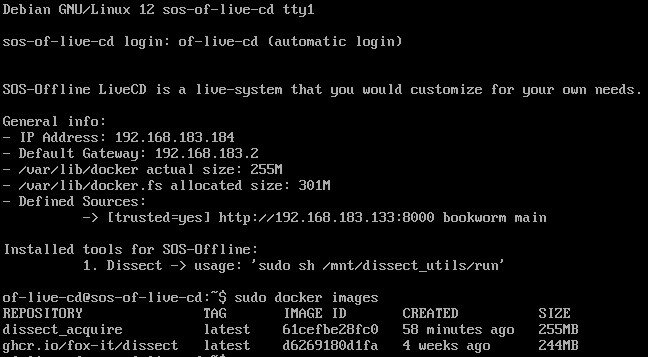 Debian GNU/Linux 12 sos-of-live-cd tty1
sos-of-live-cd login: of-live-cd (automatic login)
SOS-Offline LiveCD is a live-system that you would customize for your own needs.
General info:
- IP Address: 192.168.183.184
- Default Gateway: 192.168.183.2
- /var/lib/docker actual size: 255M
- /var/lib/docker.fs allocated size: 301M
- Defined Sources:
-> [trusted=yes] http://192.168.183.133:8000 bookworm main
Installed tools for SOS-Offline:
1. Dissect -> usage: 'sudo sh /mnt/dissect_utils/run'
of-live-cd@sos-of-live-cd:~$ sudo docker images
REPOSITORY TAG IMAGE ID CREATED SIZE
dissect_acquire latest 61cefbe28fc0 58 minutes ago 255MB
ghcr.io/fox-it/dissect latest d6269180d1fa 4 weeks ago 244MB